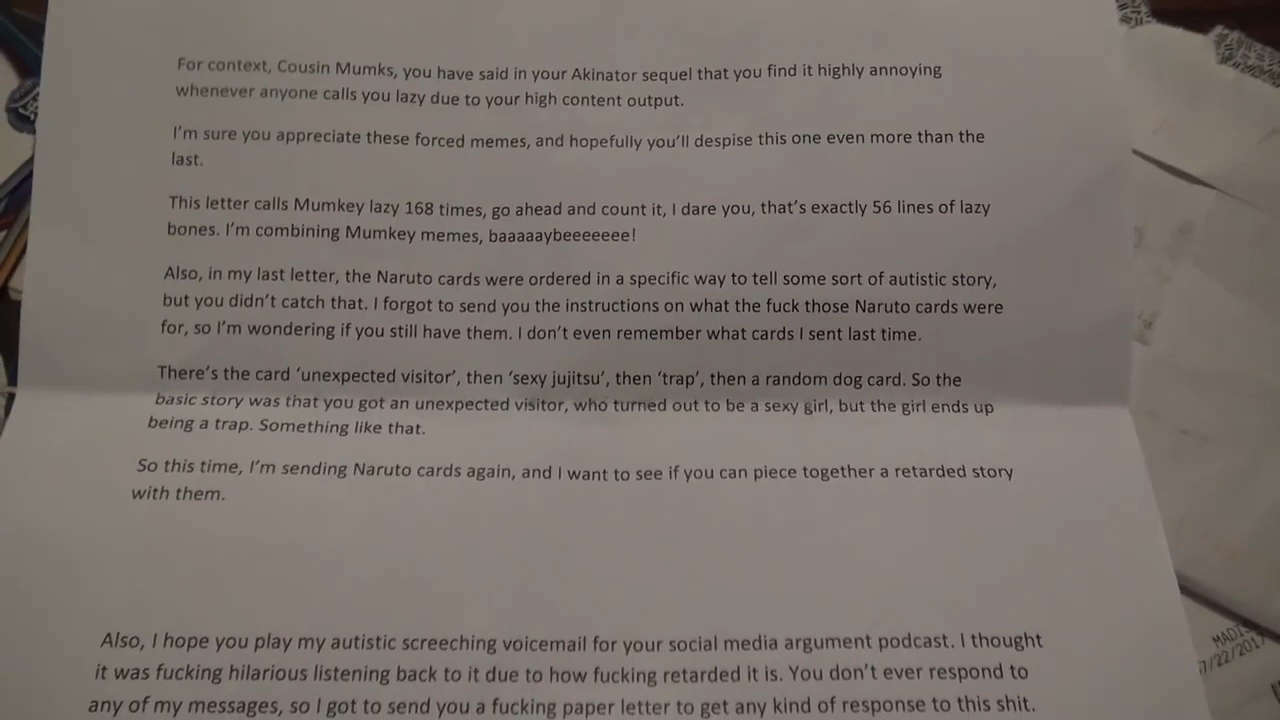 For context, Cousin Mumks, you have said in your Akinator sequel that you find it highly annoying
whenever anyone calls you lazy due to your high content output.
I'm sure you appreciate these forced memes, and hopefully you'll despise this one even more than the
last.
This letter calls Mumkey lazy 168 times, go ahead and count it, I dare you, that's exactly 56 lines of lazy
bones. I'm combining Mumkey memes, baaaaaybeeeeeee!
Also, in my last letter, the Naruto cards were ordered in a specific way to tell some sort of autistic story,
but you didn't catch that. I forgot to send you the instructions on what the fuck those Naruto cards were
for, so I'm wondering if you still have them. I don't even remember what cards I sent last time.
There's the card 'unexpected visitor', then 'sexy jujitsu', then 'trap', then a random dog card. So the
basic story was that you got an unexpected visitor, who turned out to be a sexy girl, but the girl ends up
being a trap. Something like that.
So this time, I'm sending Naruto cards again, and I want to see if you can piece together a retarded story
with them.
Also, I hope you play my autistic screeching voicemail for your social media argument podcast. I thought
it was fucking hilarious listening back to it due to how fucking retarded it is. You don't ever respond to
any of my messages, so I got to send you a fucking paper letter to get any kind of response to this shit.